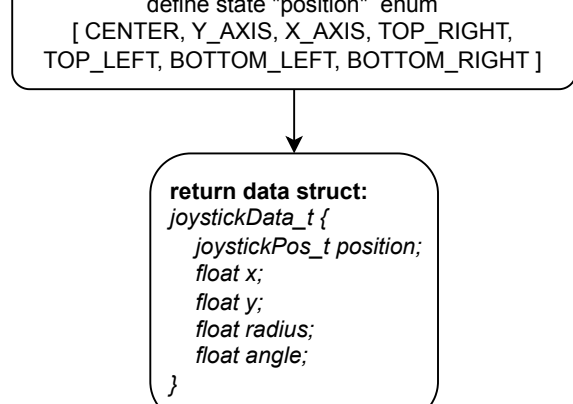 define state "position" enum
[ CENTER, Y_AXIS, X_AXIS, TOP_RIGHT,
TOP_LEFT, BOTTOM_LEFT, BOTTOM_RIGHT ]
return data struct:
joystickData_t {
joystickPos_t position;
float x;
float y;
float radius;
float angle;
}